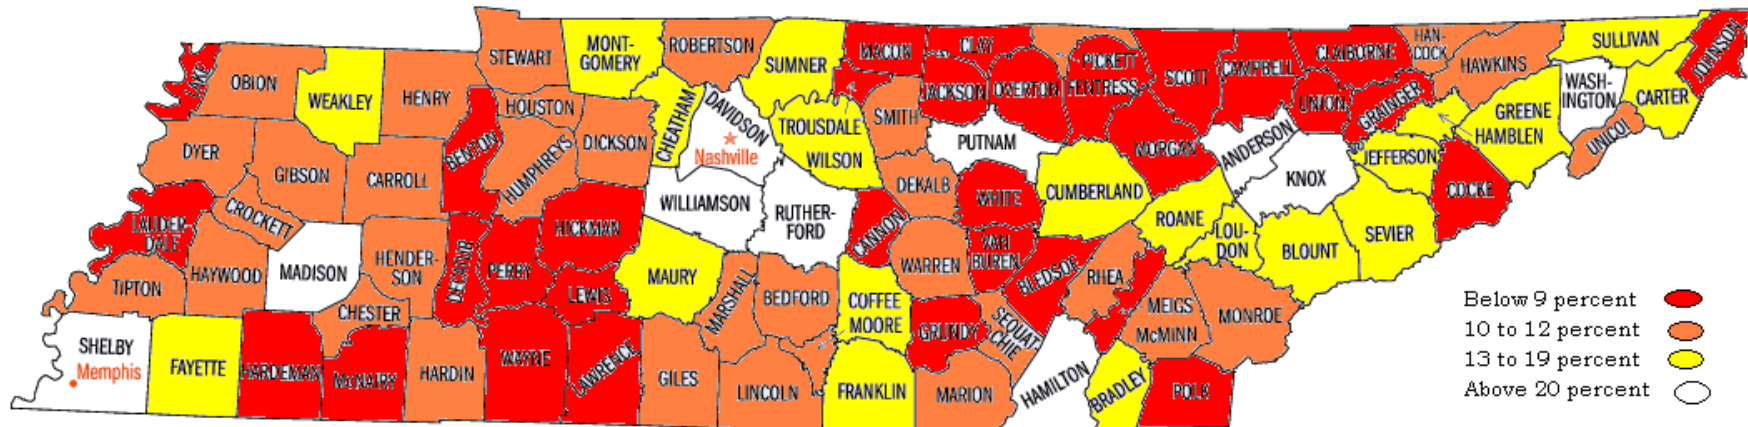 LAKE
OBION
WEAKLEY
HENRY
STEWART
MONT-
GOMERY
ROBERTSON
SUMNER
MACON
CLAY
PICKETT
SCOTT
CAMPBELL
CLAIBORNE
HAN-
COCK
HAWKINS
SULLIVAN
JOHNSON
DYER
GIBSON
CARROLL
BENTON
HOUSTON
HUMPHREYS
DICKSON
CHEATHAM
DAVIDSON
Nashville
TROUSDALE
WILSON
SMITH
JACKSON
OVERTON
FENTRESS
PUTNAM
MORGAN
ANDERSON
UNION
GRAINGER
KNOX
JEFFERSON
HAMBLEN
GREENE
WASH-
INGTON
CARTER
UNICOI
LAUDER-
DALE
CROCKETT
HAYWOOD
MADISON
HENDER-
SON
DECATUR
PERRY
HICKMAN
LEWIS
WILLIAMSON
RUTHER-
FORD
MAURY
CANNON
DEKALB
WHITE
CUMBERLAND
ROANE
LOU-
DON
BLOUNT
SEVIER
COCKE
TIPTON
CHESTER
MARSHALL
BEDFORD
COFFEE
MOORE
WARREN
VAN
BUREN
BLEDSOE
RHEA
MEIGS
McMINN
MONROE
GRUNDY
SEQUAT-
CHIE
SHELBY
Memphis
FAYETTE
HARDEMAN
McNAIRY
HARDIN
WAYNE
LAWRENCE
GILES
LINCOLN
FRANKLIN
MARION
HAMILTON
BRADLEY
POLK
Below 9 percent
10 to 12 percent
13 to 19 percent
Above 20 percent